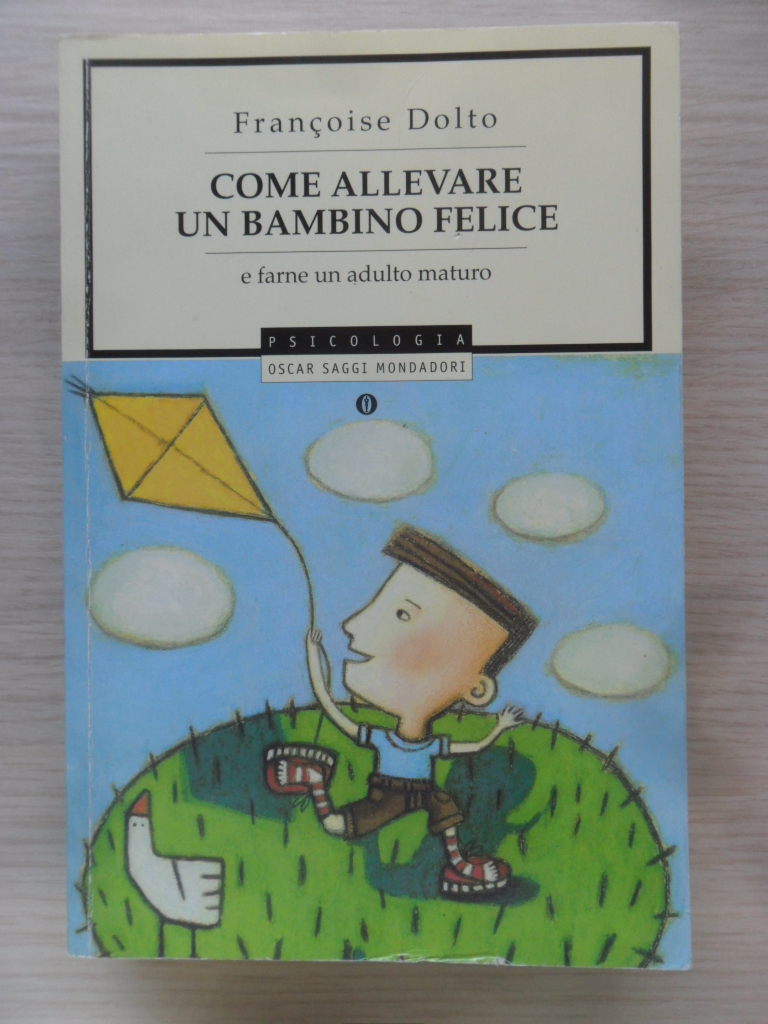 Françoise Dolto
COME ALLEVARE
UN BAMBINO FELICE
e farne un adulto maturo
PSICOLOGIA
OSCAR SAGGI MONDADORI